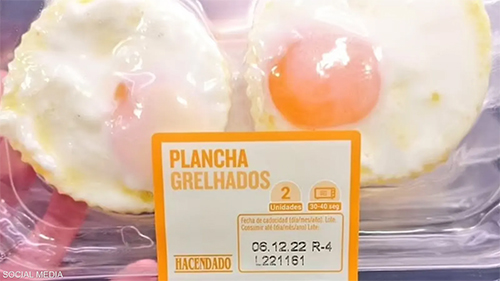 PLANCHA
GRELHADOS
2
Unidades
30-40 seg
Fecha de caducidad (día/mes/año) Lote
Consumir até (dia/mês/ano) Lote
06.12.22 R-4
L221161
HACENDADO
SOCIAL MEDIA